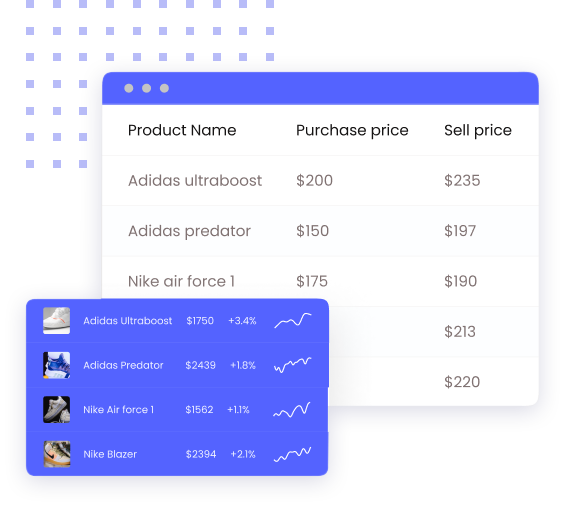 Product Name Purchase price Sell price
Adidas ultraboost $200 $235
Adidas predator $150 $197
Nike air force 1 $175 $190
$213
$220
Adidas Ultraboost $1750 +3.4%
Adidas Predator $2439 +1.8%
Nike Air force 1 $1562 +1.1%
Nike Blazer $2394 +2.1%